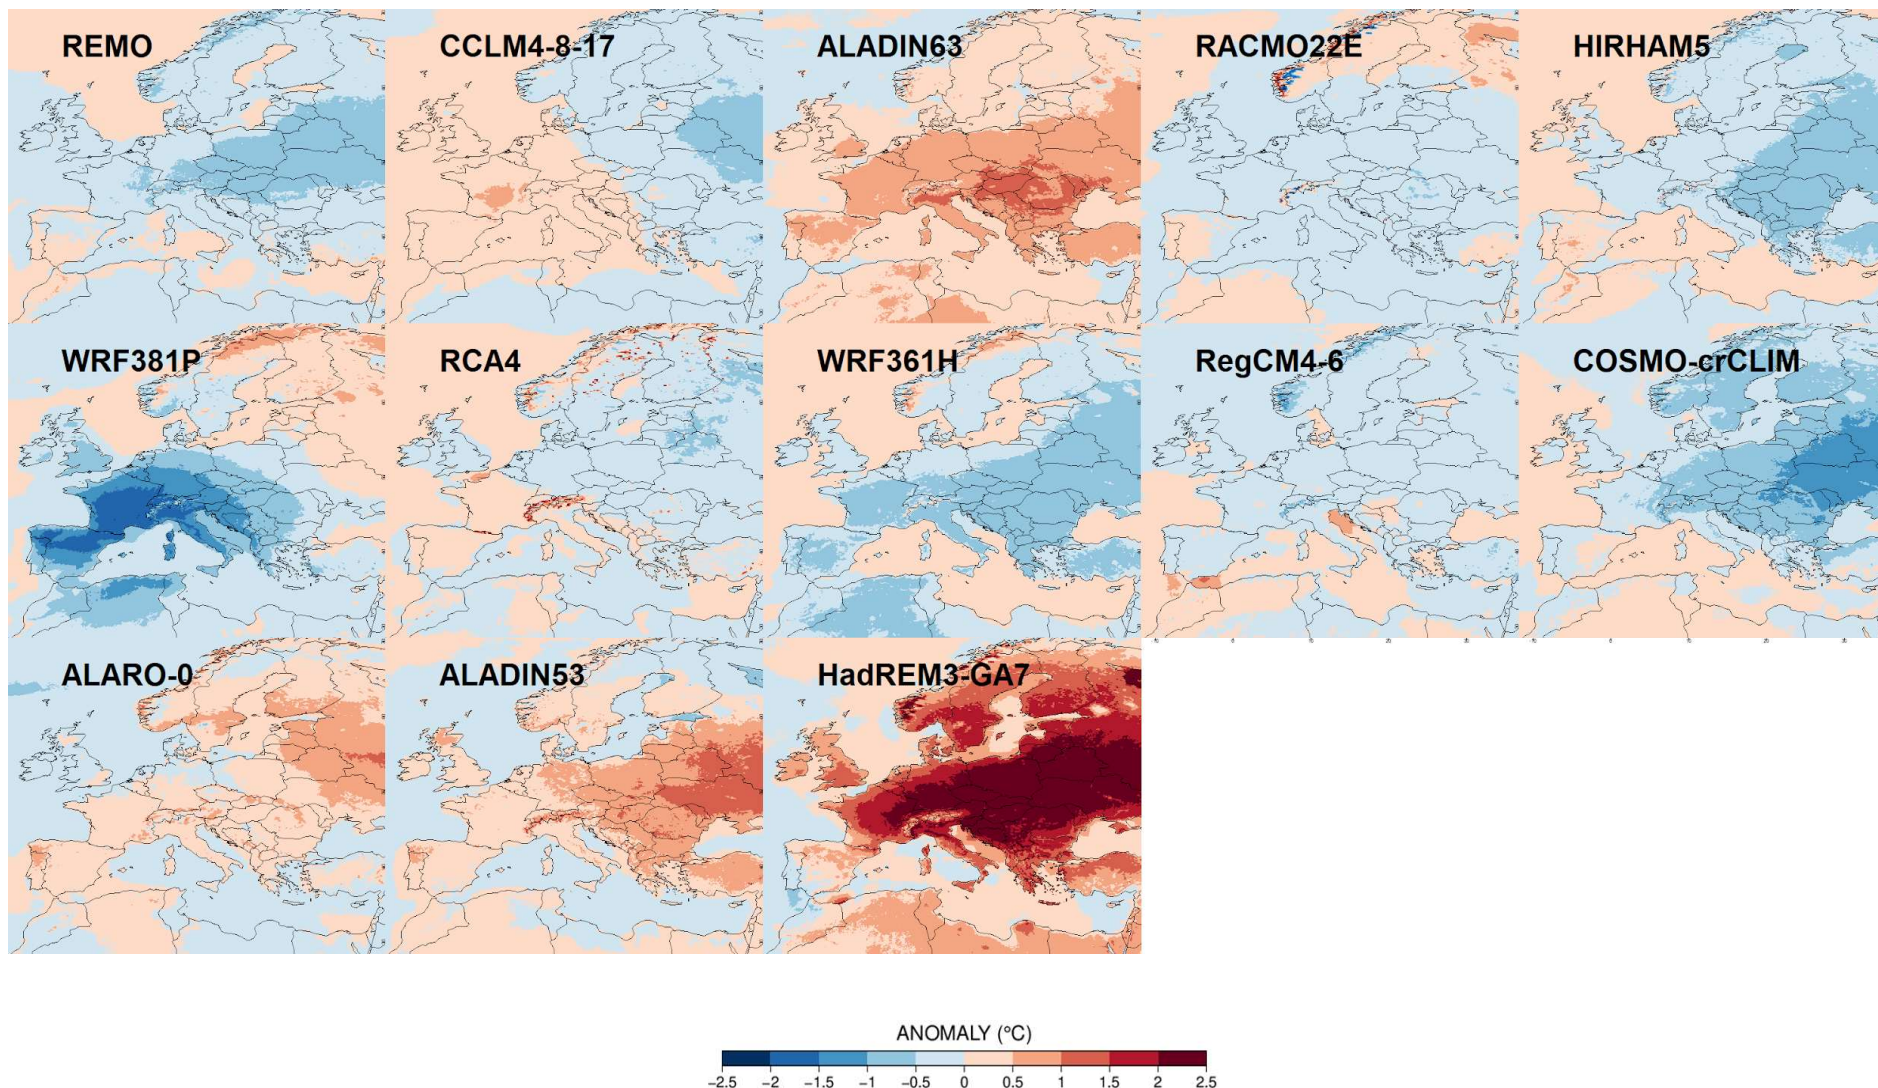 REMO CCLM4-8-17 ALADIN63 RACMO22E HIRHAM5
WRF381P RCA4 WRF361H RegCM4-6 COSMO-crCLIM
ALARO-0 ALADIN53 HadREM3-GA7
ANOMALY (°C)
−2.5 −2 −1.5 −1 −0.5 0 0.5 1 1.5 2 2.5